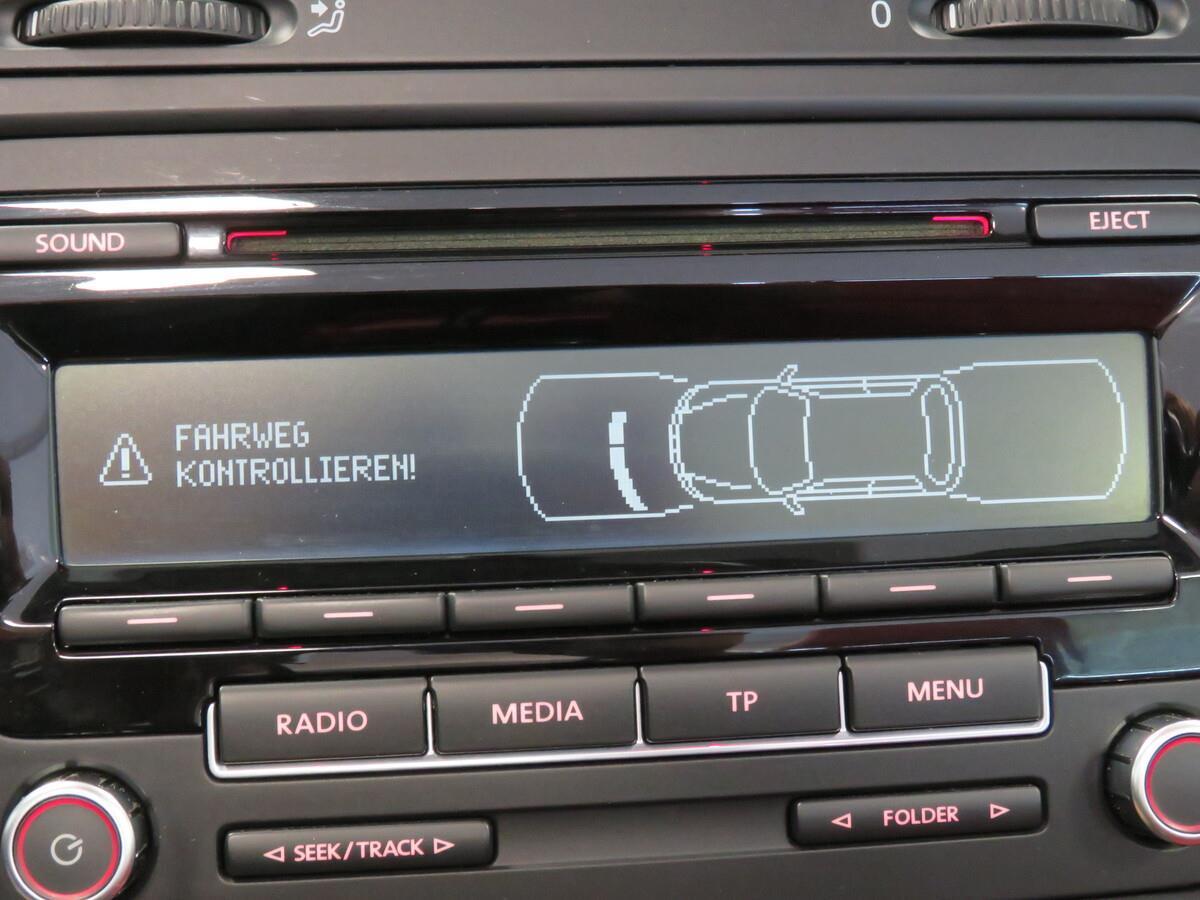 0
SOUND
EJECT
FAHRWEG
KONTROLLIEREN!
RADIO
MEDIA
TP
MENU
SEEK/TRACK
FOLDER